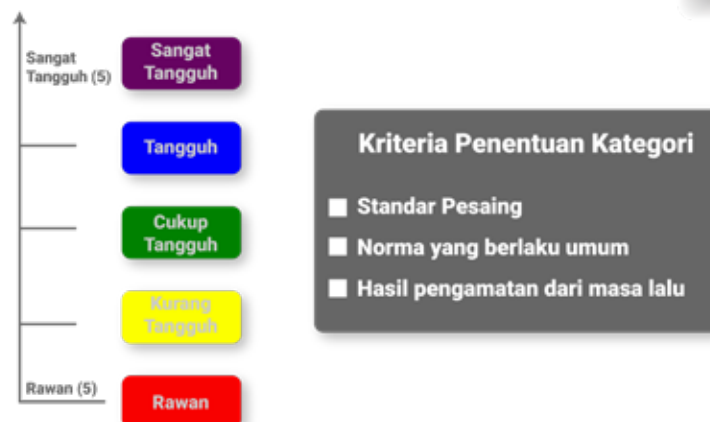 Sangat
Tangguh (5)
Sangat
Tangguh
Tangguh
Cukup
Tangguh
Kurang
Tangguh
Rawan (5)
Rawan
Kriteria Penentuan Kategori
Standar Pesaing
Norma yang berlaku umum
Hasil pengamatan dari masa lalu